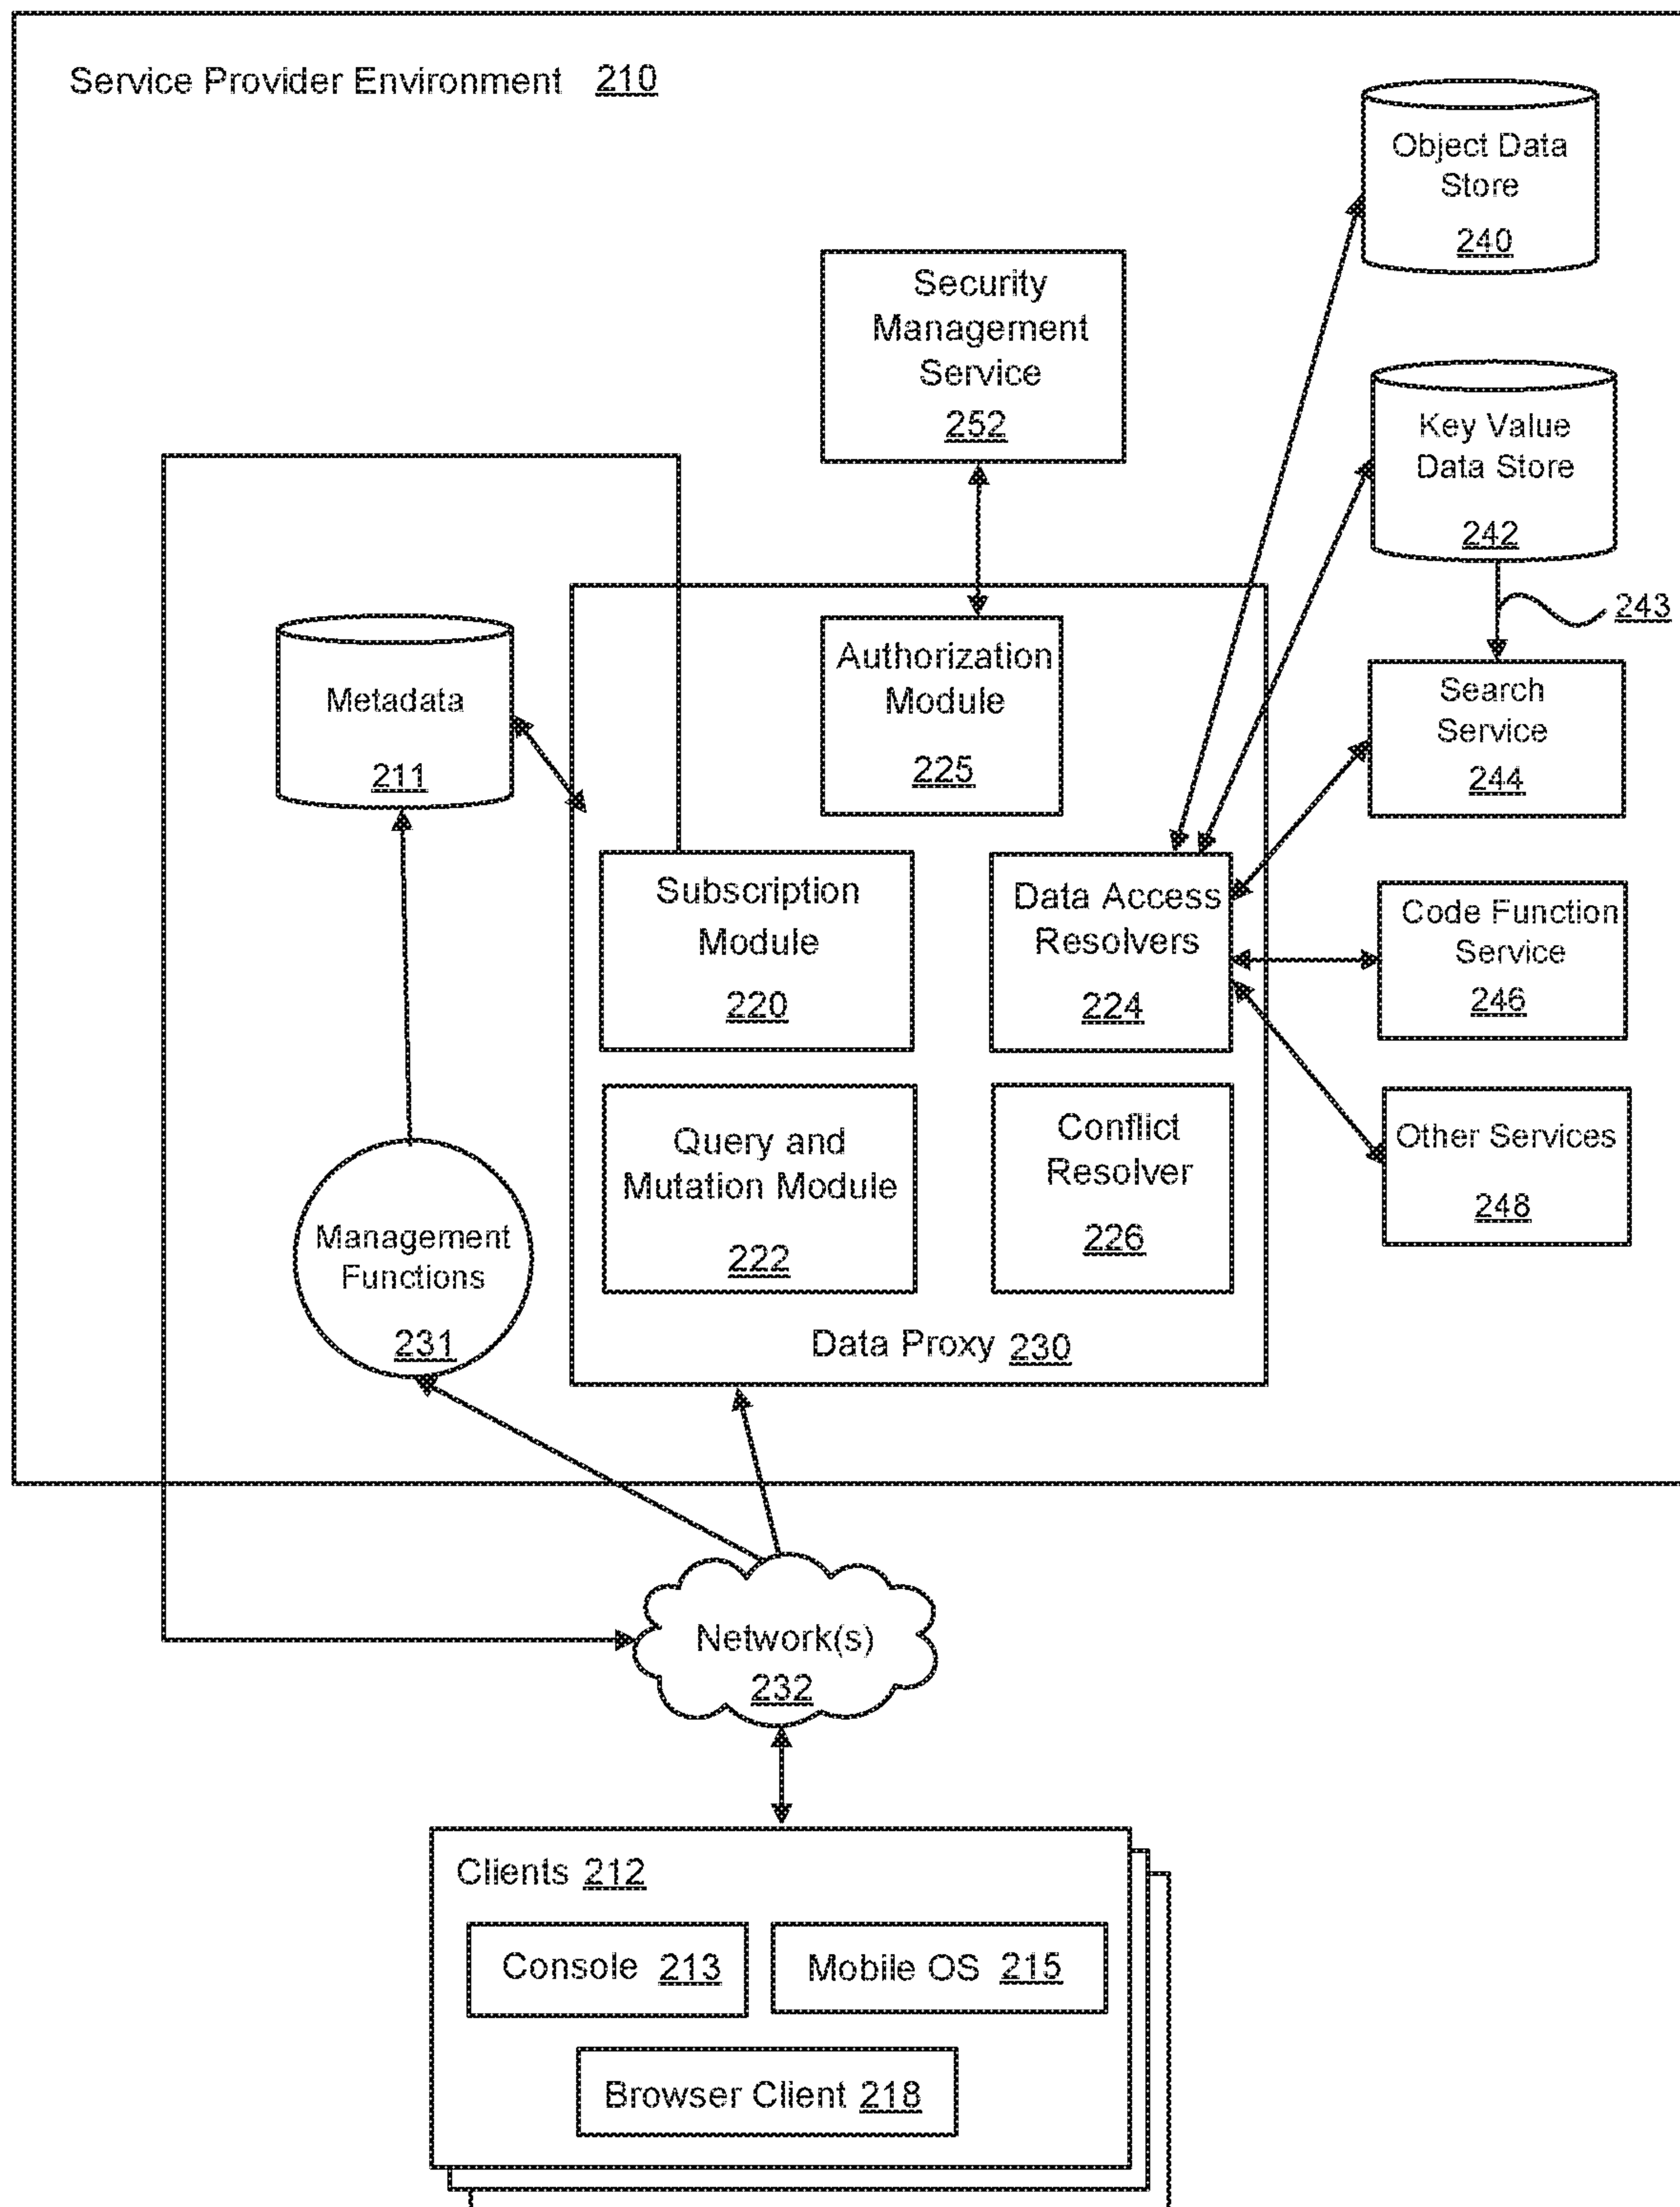 Service Provider Environment 210
Object Data
Store
240
Security
Management
Service
252
Key Value
Data Store
242
243
Metadata
211
Authorization
Module
225
Search
Service
244
Subscription
Module
220
Data Access
Resolvers
224
Code Function
Service
246
Query and
Mutation Module
222
Conflict
Resolver
226
Other Services
248
Management
Functions
231
Data Proxy 230
Network(s)
232
Clients 212
Console 213
Mobile OS 215
Browser Client 218